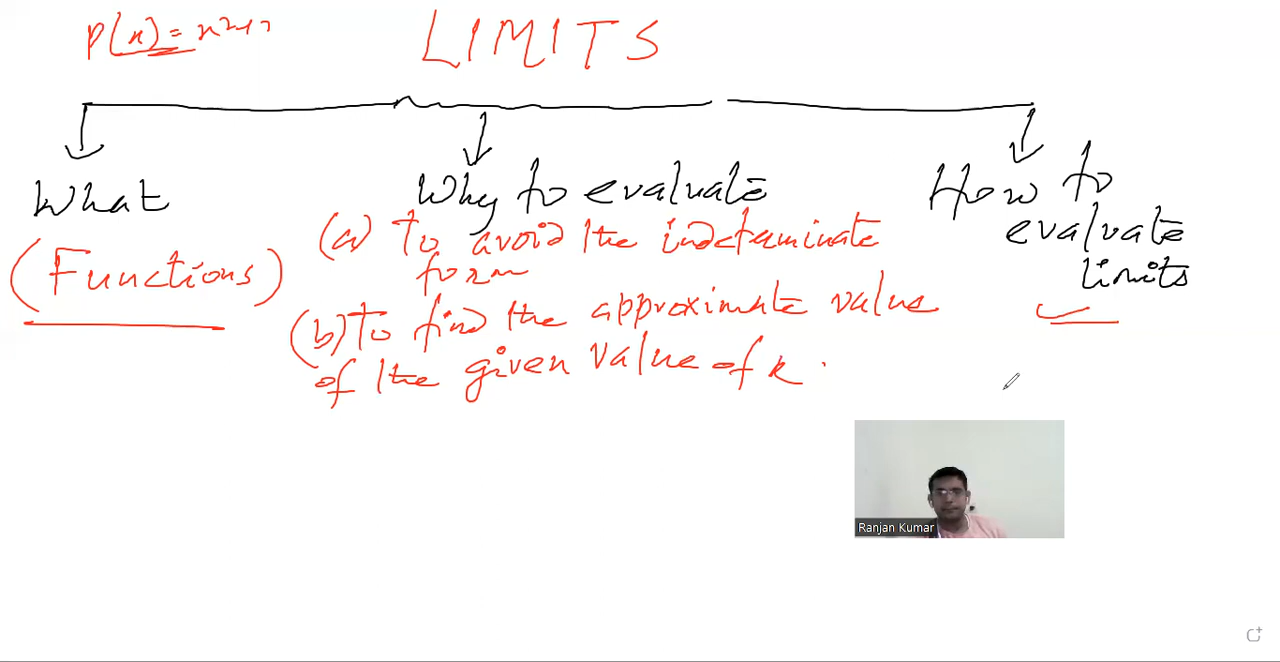 P(x) = x²+7
LIMITS
What
(Functions)
Why to evaluate
(a) To avoid the indeterminate
form
(b) To find the approximate value
of the given value of x.
How to
evaluate
limits
Ranjan Kumar